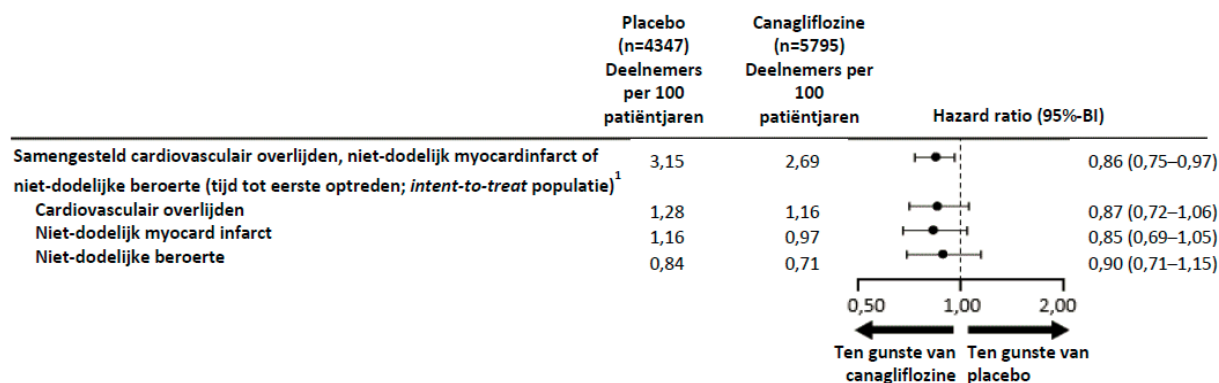 Placebo Canagliflozine
(n=4347) (n=5795)
Deelnemers Deelnemers per
per 100 100
patiëntjaren patiëntjaren Hazard ratio (95%-BI)
Samengesteld cardiovasculair overlijden, niet-dodelijk myocardinfarct of 3,15 2,69 0,86 (0,75–0,97)
niet-dodelijke beroerte (tijd tot eerste optreden; intent-to-treat populatie)1
Cardiovasculair overlijden 1,28 1,16 0,87 (0,72–1,06)
Niet-dodelijk myocard infarct 1,16 0,97 0,85 (0,69–1,05)
Niet-dodelijke beroerte 0,84 0,71 0,90 (0,71–1,15)
0,50 1,00 2,00
Ten gunste van Ten gunste van
canagliflozine placebo